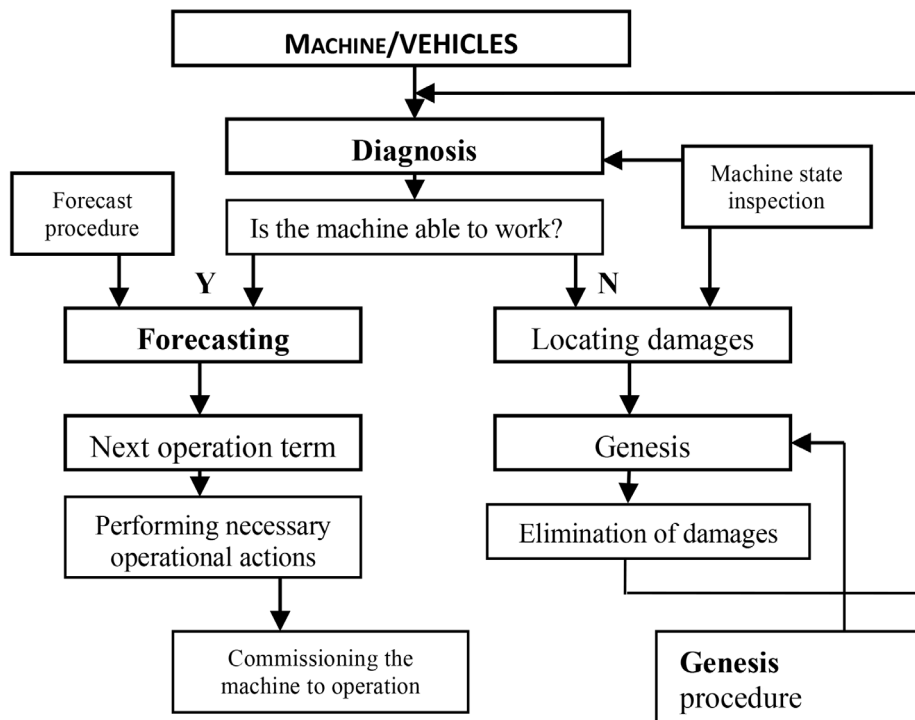 MACHINE/VEHICLES
Diagnosis
Machine state
inspection
Forecast
procedure
Is the machine able to work?
Y
N
Forecasting
Locating damages
Next operation term
Genesis
Performing necessary
operational actions
Elimination of damages
Commissioning the
machine to operation
Genesis
procedure